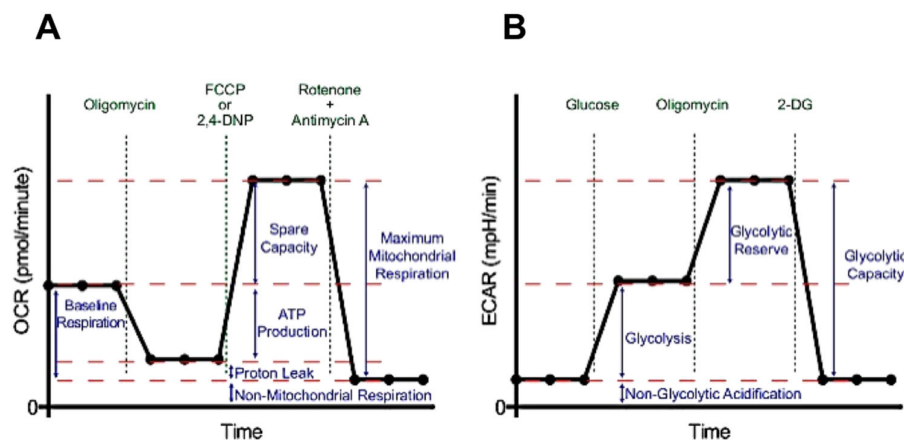 A
Oligomycin
FCCP
or
2,4-DNP
Rotenone
+
Antimycin A
OCR (pmol/minute)
Baseline
Respiration
Spare
Capacity
ATP
Production
Proton Leak
Non-Mitochondrial Respiration
Maximum
Mitochondrial
Respiration
0
Time
B
Glucose
Oligomycin
2-DG
ECAR (mpH/min)
Glycolysis
Glycolytic
Reserve
Glycolytic
Capacity
Non-Glycolytic Acidification
0
Time